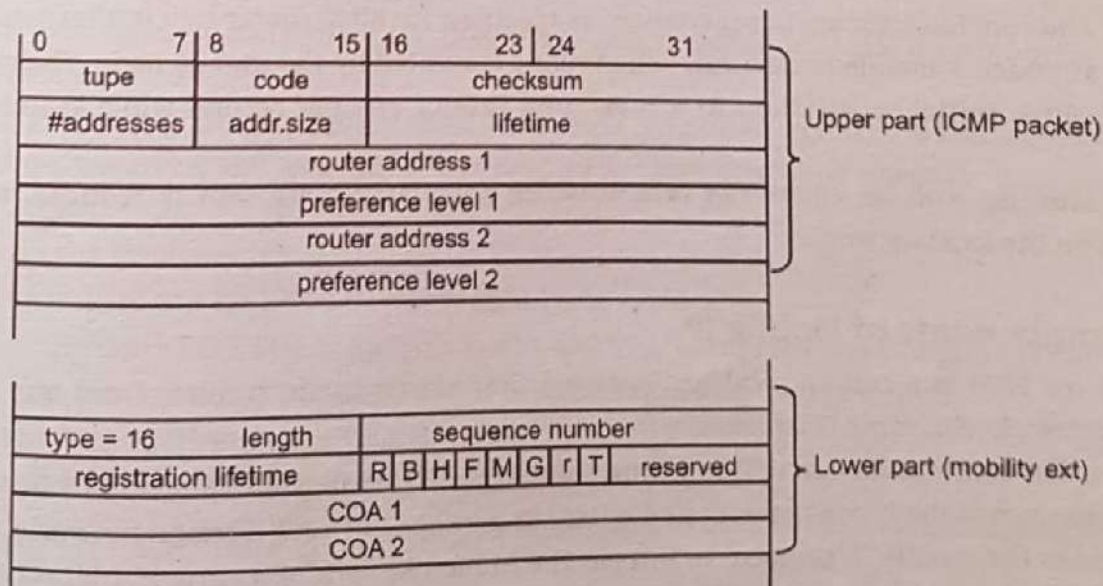 0 7 8 15 16 23 24 31
tupe code checksum
#addresses addr.size lifetime
Upper part (ICMP packet)
router address 1
preference level 1
router address 2
preference level 2
type = 16 length sequence number
registration lifetime R B H F M G r T reserved
Lower part (mobility ext)
COA 1
COA 2